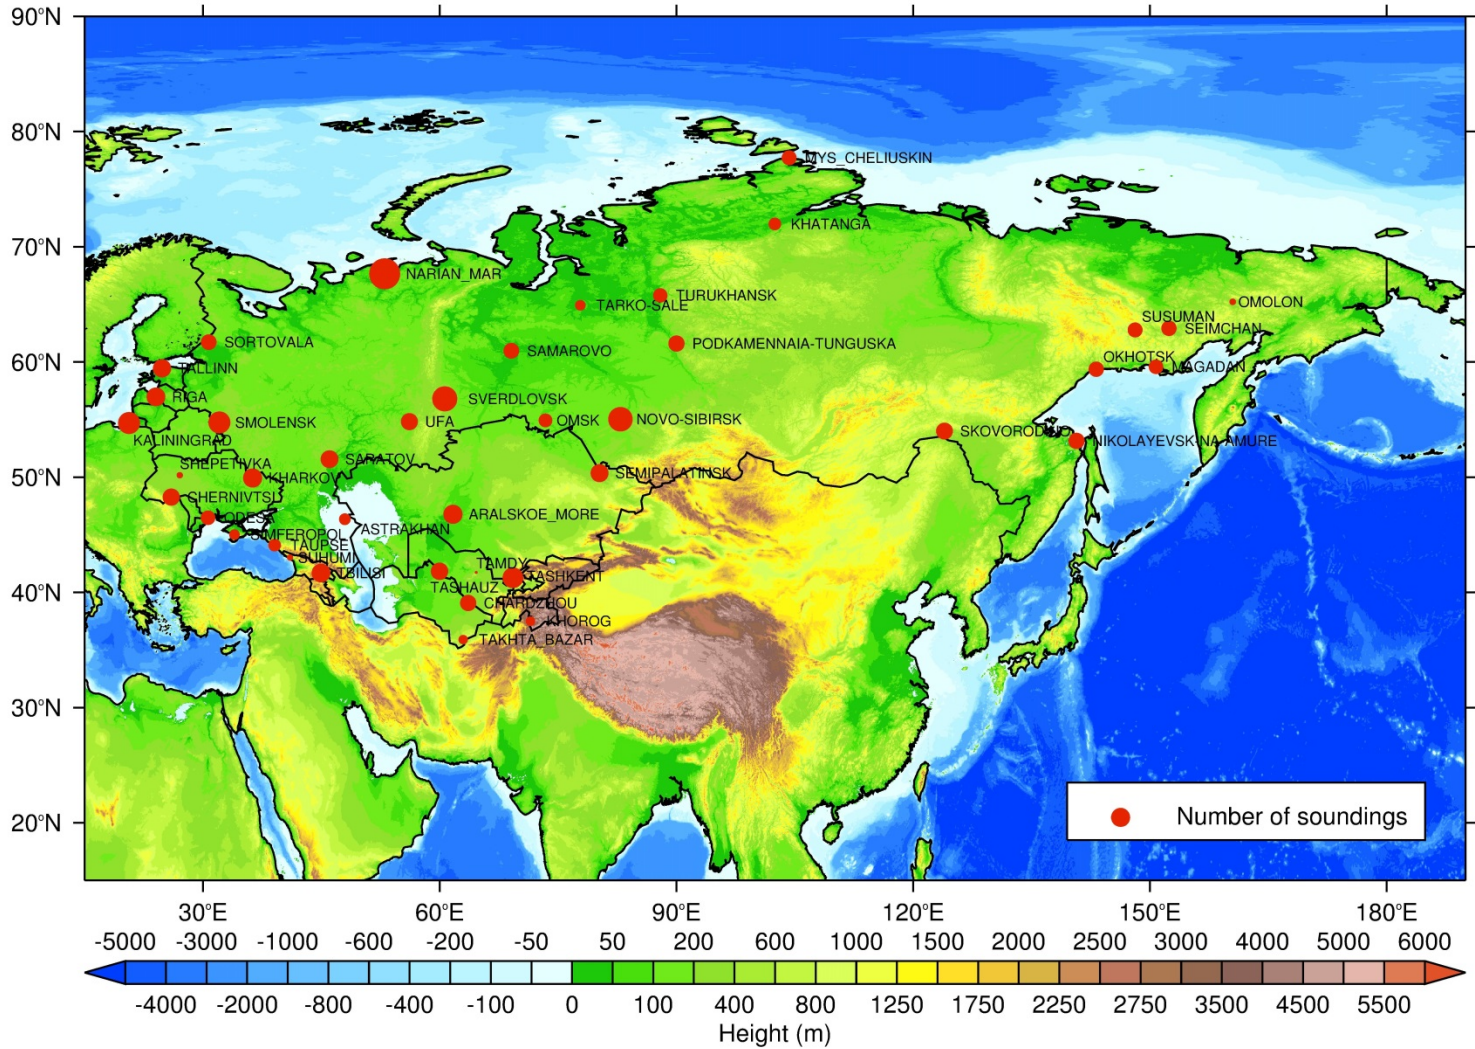 90°N
80°N
MYS_CHELIUSKIN
KHATANGA
70°N
NARIAN_MAR
TURUKHANSK
TARKO-SALE
OMOLON
SUSUMAN
SEIMCHAN
SORTOVALA
SAMAROVO
PODKAMENNAIA-TUNGUSKA
60°N
OKHOTSK
MAGADAN
TALLINN
RIGA
SVERDLOVSK
SMOLENSK
UFA
OMSK
NOVO-SIBIRSK
KALININGRAD
SKOVORODINO
NIKOLAYEVSK-NA-AMURE
SARATOV
SHEPETIVKA
KHARKOV
SEMIPALATINSK
50°N
CHERNIVTSI
ODESA
ARALSKOE_MORE
ASTRAKHAN
SIMFEROPOL
TAUPSE
SUHUMI
TBILISI
TAMDY
TASHKENT
TASHAUZ
40°N
CHARDZHOU
KHOROG
TAKHTA_BAZAR
30°N
20°N
Number of soundings
30°E 60°E 90°E 120°E 150°E 180°E
-5000 -3000 -1000 -600 -200 -50 50 200 600 1000 1500 2000 2500 3000 4000 5000 6000
-4000 -2000 -800 -400 -100 0 100 400 800 1250 1750 2250 2750 3500 4500 5500
Height (m)